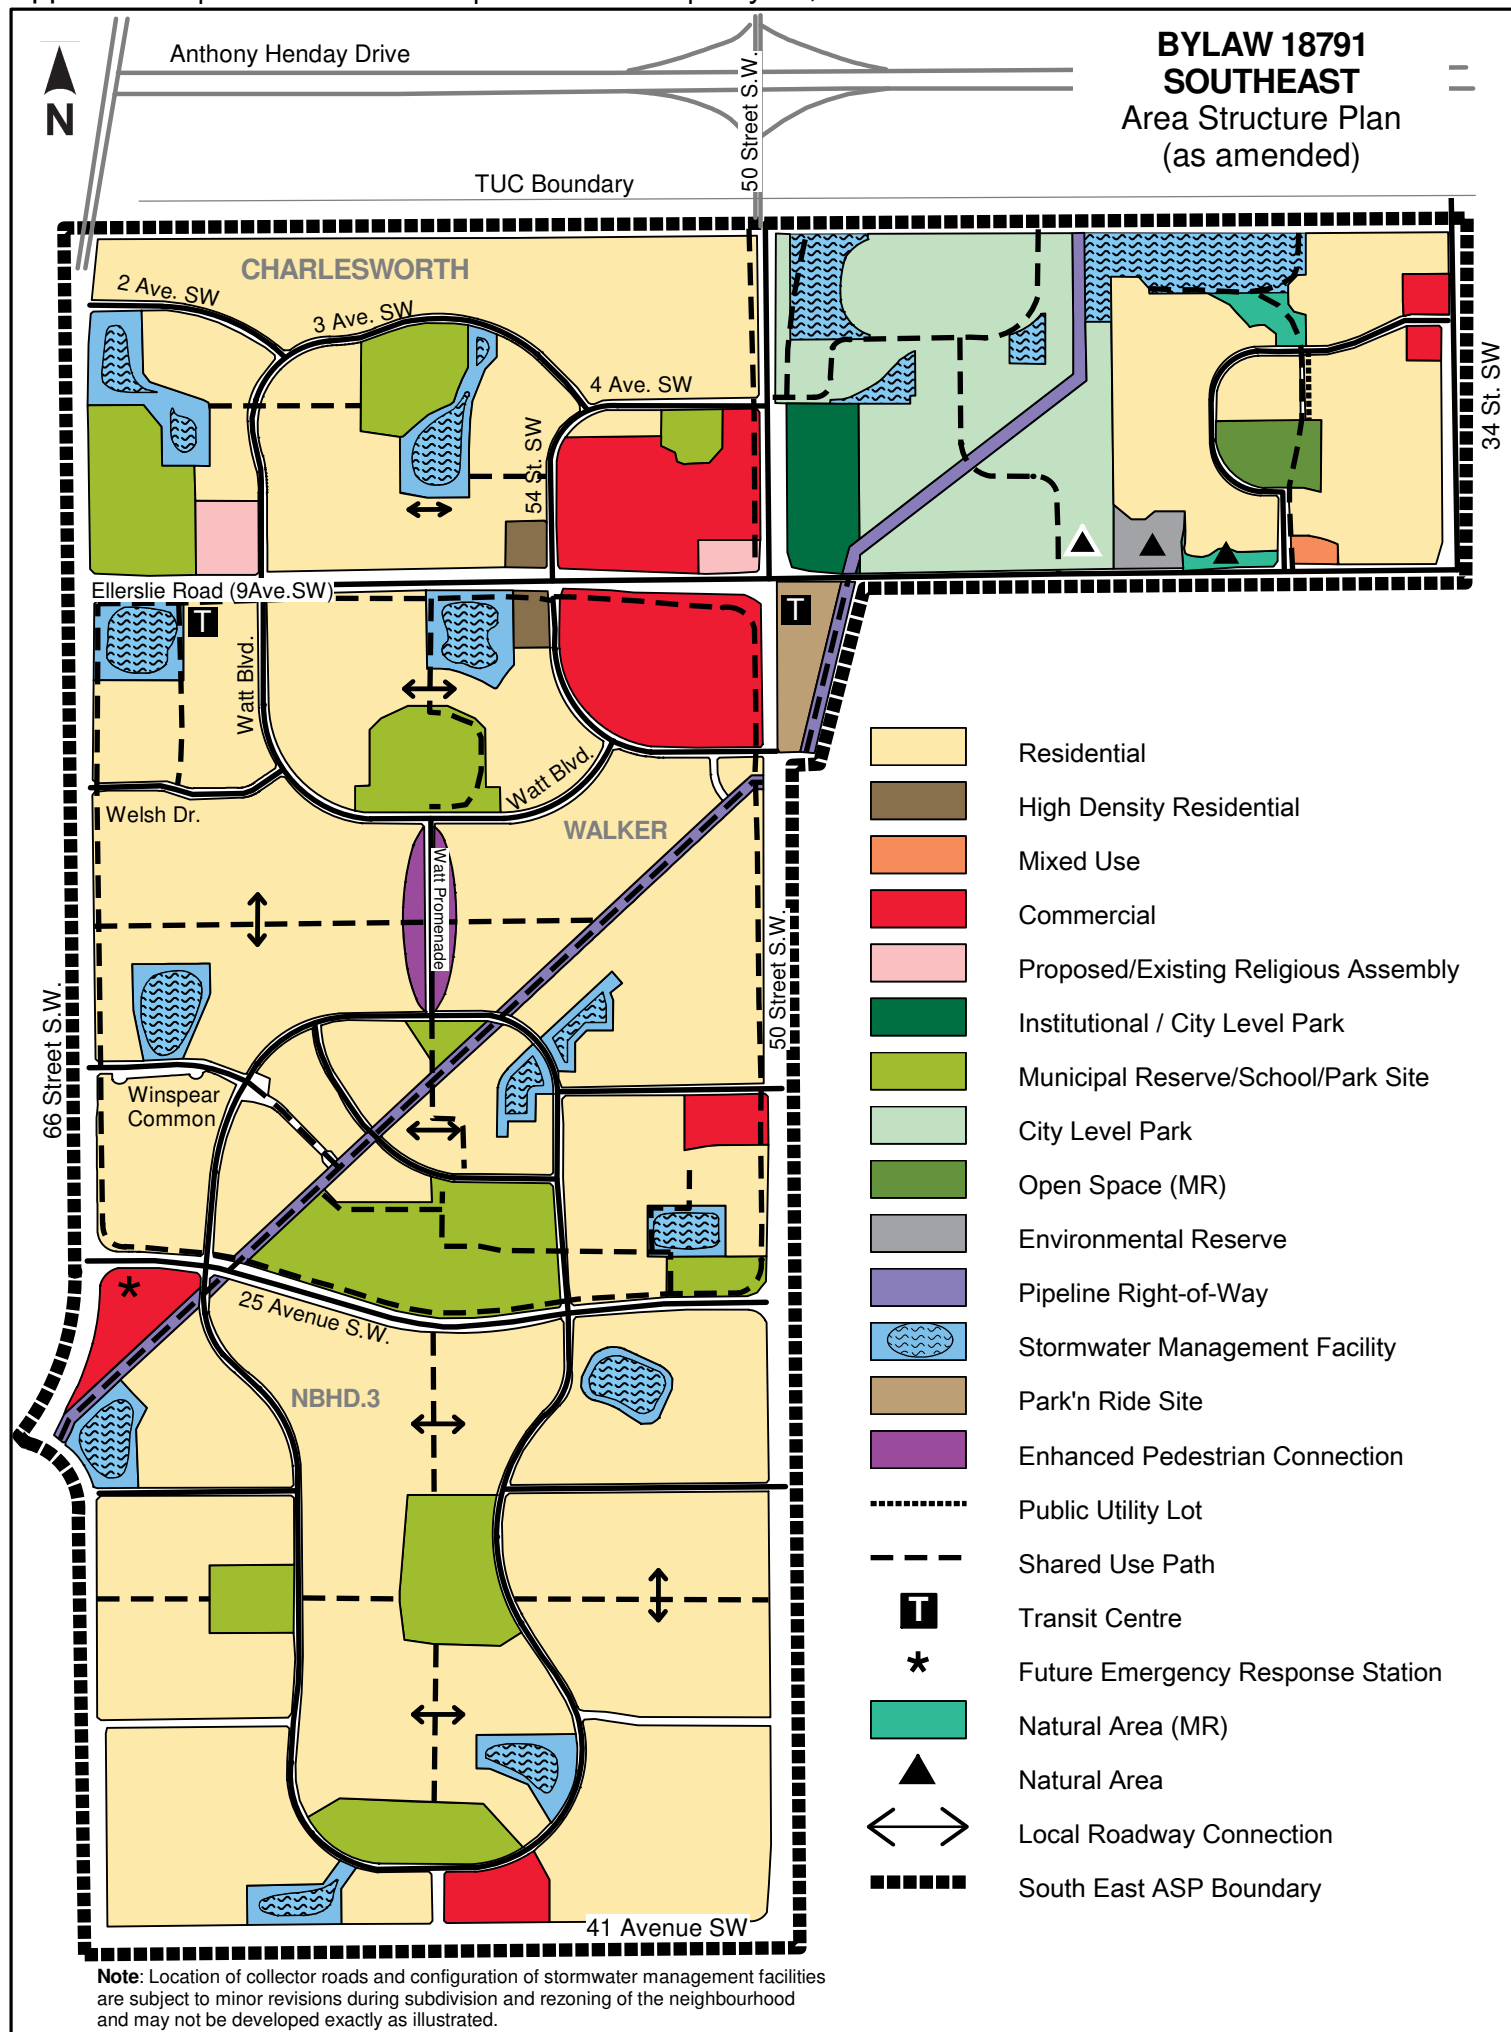 N
Anthony Henday Drive
50 Street S.W.
BYLAW 18791
SOUTHEAST
Area Structure Plan
(as amended)
TUC Boundary
CHARLESWORTH
2 Ave. SW
3 Ave. SW
4 Ave. SW
54 St. SW
34 St. SW
Ellerslie Road (9Ave.SW)
T
T
Watt Blvd.
Watt Blvd.
Welsh Dr.
WALKER
Watt Promenade
50 Street S.W.
66 Street S.W.
Winspear
Common
*
25 Avenue S.W.
NBHD.3
41 Avenue SW
Residential
High Density Residential
Mixed Use
Commercial
Proposed/Existing Religious Assembly
Institutional / City Level Park
Municipal Reserve/School/Park Site
City Level Park
Open Space (MR)
Environmental Reserve
Pipeline Right-of-Way
Stormwater Management Facility
Park'n Ride Site
Enhanced Pedestrian Connection
Public Utility Lot
Shared Use Path
T Transit Centre
* Future Emergency Response Station
Natural Area (MR)
Natural Area
Local Roadway Connection
South East ASP Boundary
Note: Location of collector roads and configuration of stormwater management facilities
are subject to minor revisions during subdivision and rezoning of the neighbourhood
and may not be developed exactly as illustrated.